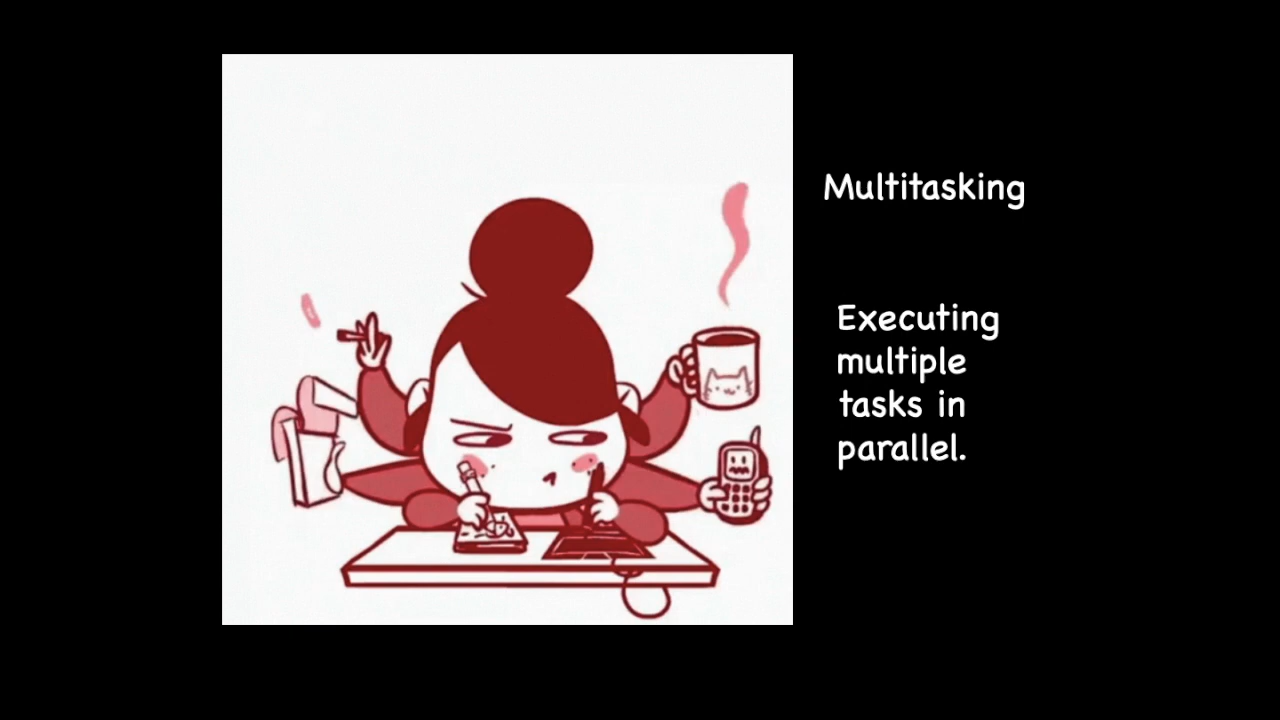 Multitasking
Executing
multiple
tasks in
parallel.